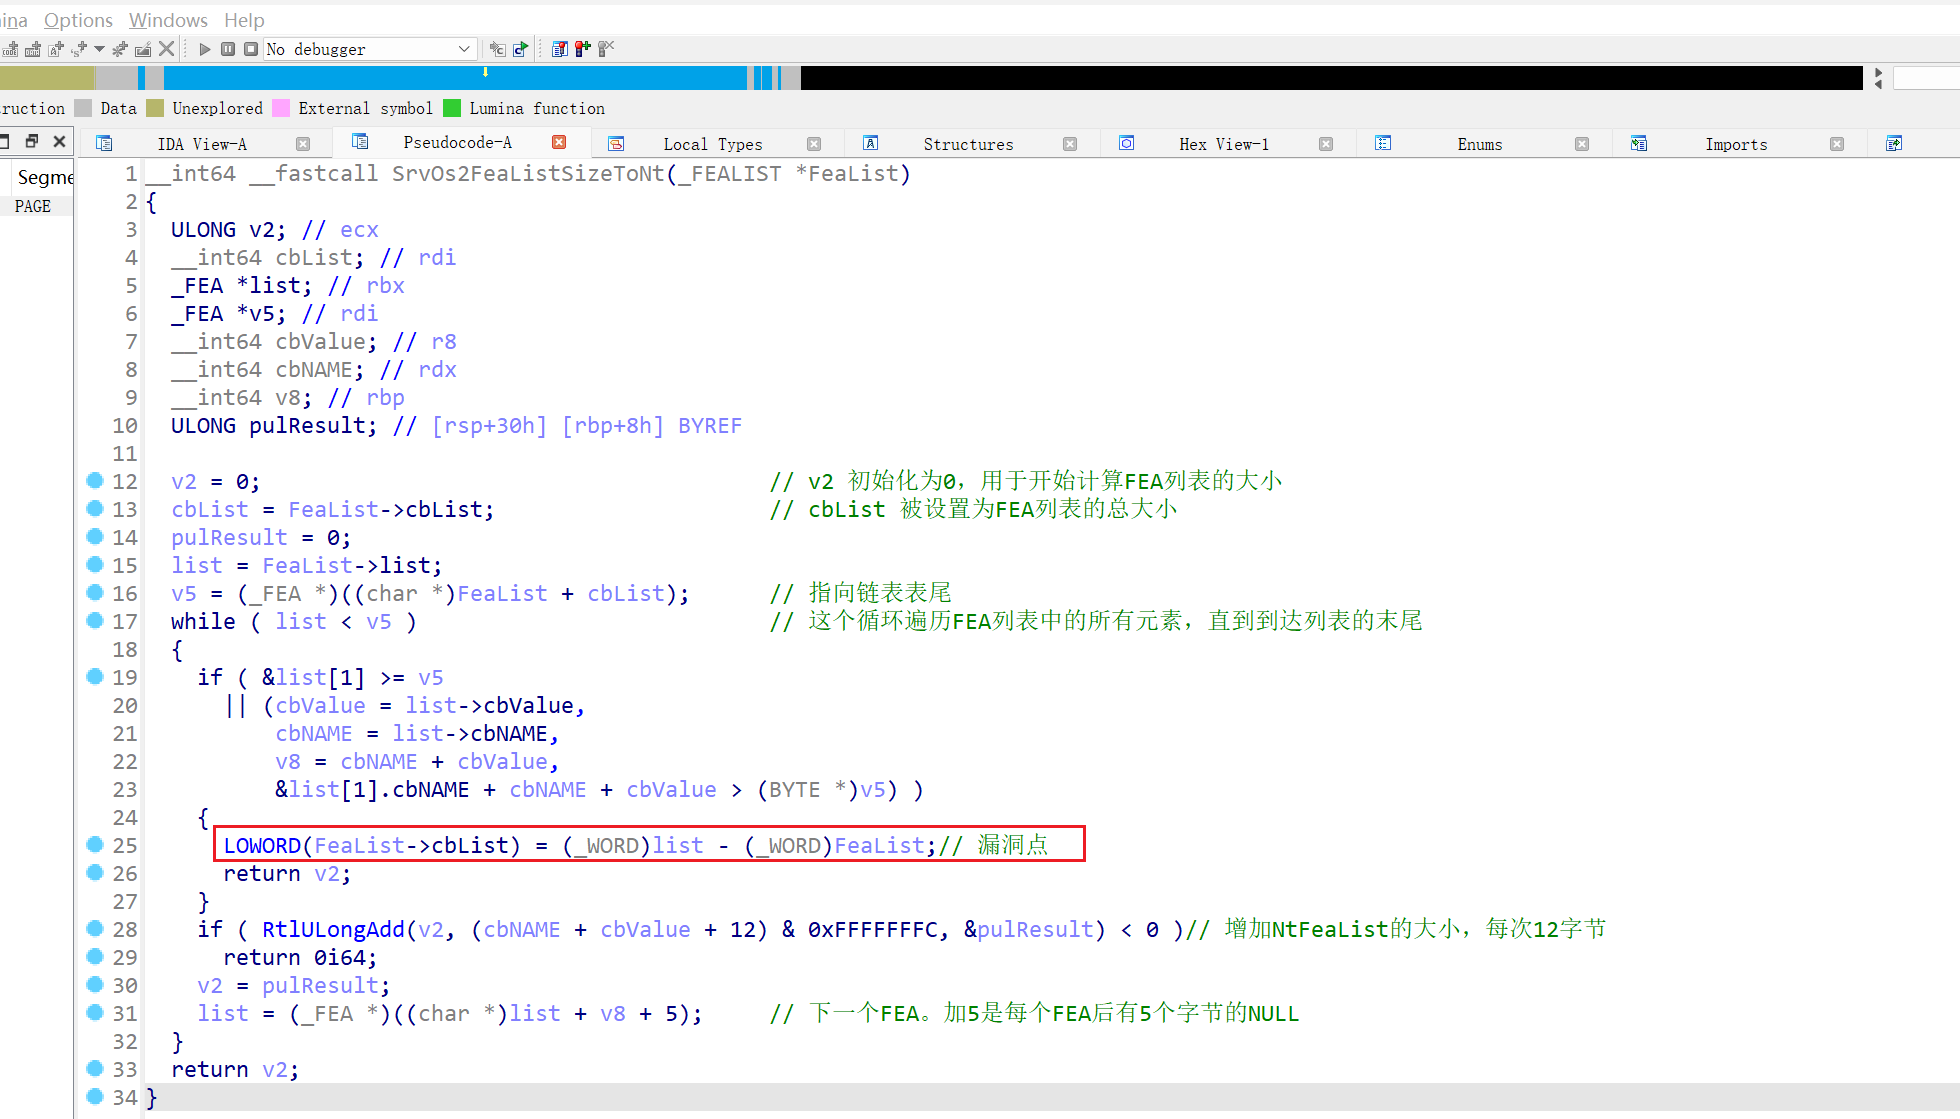 Options Windows Help
No debugger
Data Unexplored External symbol Lumina function
IDA View-A Pseudocode-A Local Types Structures Hex View-1 Enums Imports
PAGE
1 __int64 __fastcall SrvOs2FeaListSizeToNt(_FEALIST *FeaList)
2 {
3 ULONG v2; // ecx
4 __int64 cbList; // rdi
5 _FEA *list; // rbx
6 _FEA *v5; // rdi
7 __int64 cbValue; // r8
8 __int64 cbNAME; // rdx
9 __int64 v8; // rbp
10 ULONG pulResult; // [rsp+30h] [rbp+8h] BYREF
11
12 v2 = 0; // v2 初始化为0，用于开始计算FEA列表的大小
13 cbList = FeaList->cbList; // cbList 被设置为FEA列表的总大小
14 pulResult = 0;
15 list = FeaList->list;
16 v5 = (_FEA *)((char *)FeaList + cbList); // 指向链表表尾
17 while ( list < v5 ) // 这个循环遍历FEA列表中的所有元素，直到到达列表的末尾
18 {
19 if ( &list[1] >= v5
20 || (cbValue = list->cbValue,
21 cbNAME = list->cbNAME,
22 v8 = cbNAME + cbValue,
23 &list[1].cbNAME + cbNAME + cbValue > (BYTE *)v5) )
24 {
25 LOWORD(FeaList->cbList) = (_WORD)list - (_WORD)FeaList;// 漏洞点
26 return v2;
27 }
28 if ( RtlULongAdd(v2, (cbNAME + cbValue + 12) & 0xFFFFFFFC, &pulResult) < 0 )// 增加NtFeaList的大小，每次12字节
29 return 0i64;
30 v2 = pulResult;
31 list = (_FEA *)((char *)list + v8 + 5); // 下一个FEA。加5是每个FEA后有5个字节的NULL
32 }
33 return v2;
34 }